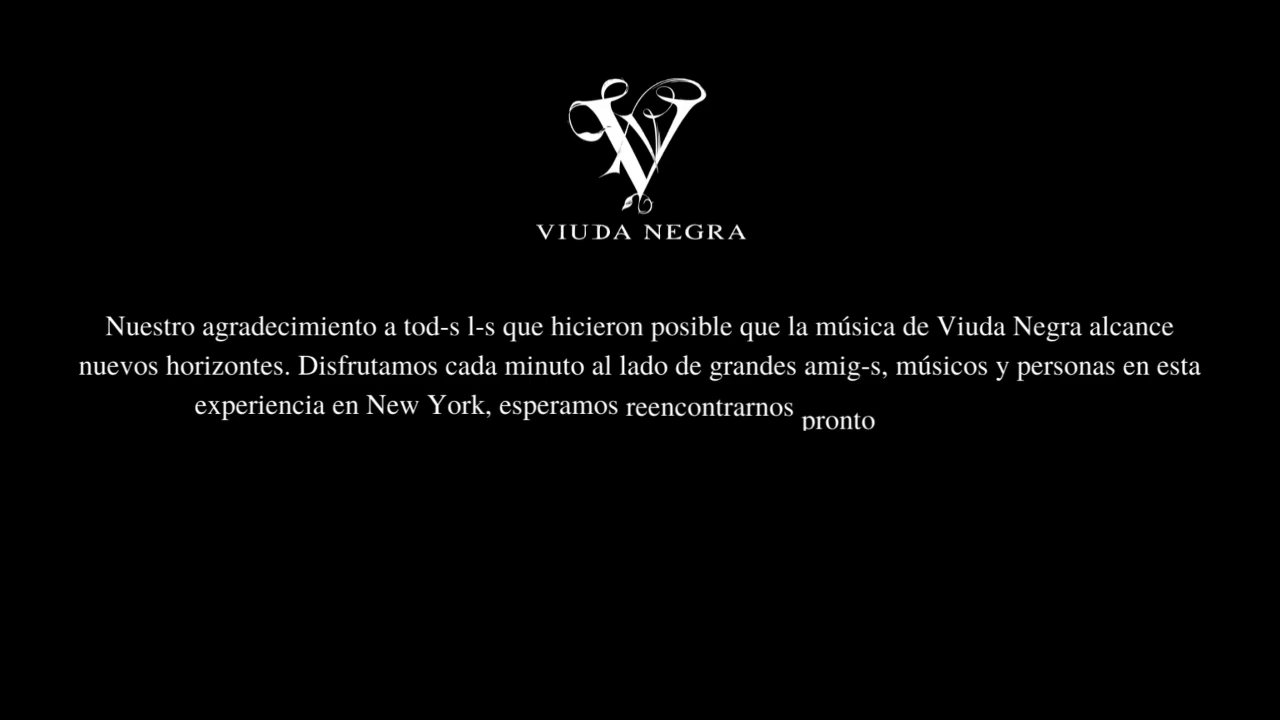 VIUDA NEGRA
Nuestro agradecimiento a tod-s l-s que hicieron posible que la música de Viuda Negra alcance
nuevos horizontes. Disfrutamos cada minuto al lado de grandes amig-s, músicos y personas en esta
experiencia en New York, esperamos reencontrarnos pronto